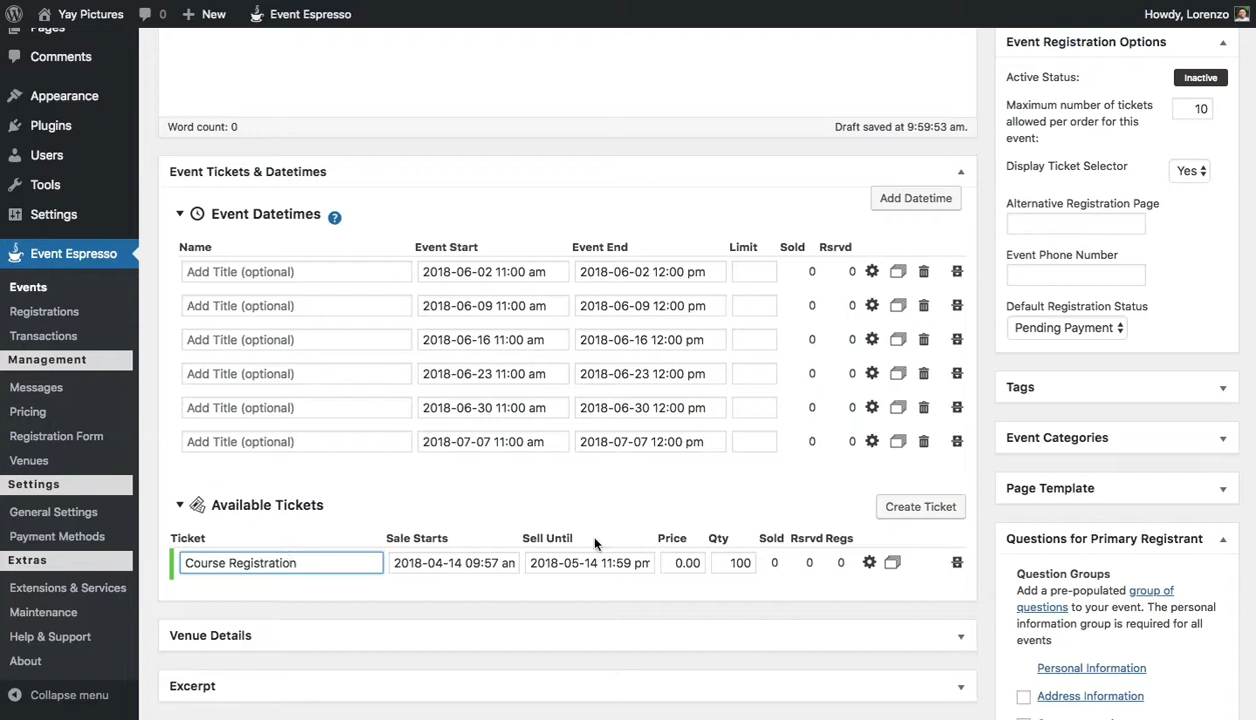 Yay Pictures 0 New Event Espresso Howdy, Lorenzo
Pages
Comments
Appearance
Plugins
Users
Tools
Settings
Event Espresso
Events
Registrations
Transactions
Management
Messages
Pricing
Registration Form
Venues
Settings
General Settings
Payment Methods
Extras
Extensions & Services
Maintenance
Help & Support
About
Collapse menu
Word count: 0 Draft saved at 9:59:53 am.
Event Tickets & Datetimes
Event Datetimes ? Add Datetime
Name Event Start Event End Limit Sold Rsrvd
Add Title (optional) 2018-06-02 11:00 am 2018-06-02 12:00 pm 0 0
Add Title (optional) 2018-06-09 11:00 am 2018-06-09 12:00 pm 0 0
Add Title (optional) 2018-06-16 11:00 am 2018-06-16 12:00 pm 0 0
Add Title (optional) 2018-06-23 11:00 am 2018-06-23 12:00 pm 0 0
Add Title (optional) 2018-06-30 11:00 am 2018-06-30 12:00 pm 0 0
Add Title (optional) 2018-07-07 11:00 am 2018-07-07 12:00 pm 0 0
Available Tickets Create Ticket
Ticket Sale Starts Sell Until Price Qty Sold Rsrvd Regs
Course Registration 2018-04-14 09:57 am 2018-05-14 11:59 pm 0.00 100 0 0 0
Venue Details
Excerpt
Event Registration Options
Active Status: Inactive
Maximum number of tickets 10
allowed per order for this
event:
Display Ticket Selector Yes
Alternative Registration Page
Event Phone Number
Default Registration Status
Pending Payment
Tags
Event Categories
Page Template
Questions for Primary Registrant
Question Groups
Add a pre-populated group of
questions to your event. The personal
information group is required for all
events
Personal Information
Address Information